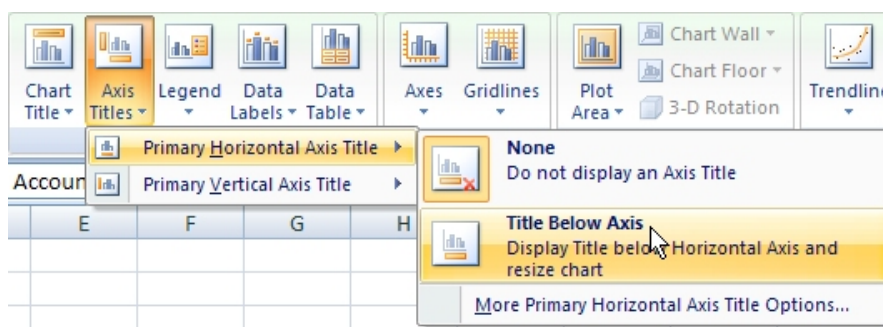 Chart Title
Axis Titles
Legend
Data Labels
Data Table
Axes
Gridlines
Plot Area
Chart Wall
Chart Floor
3-D Rotation
Primary Horizontal Axis Title
Primary Vertical Axis Title
None
Do not display an Axis Title
Title Below Axis
Display Title below Horizontal Axis and
resize chart
More Primary Horizontal Axis Title Options...
E F G H